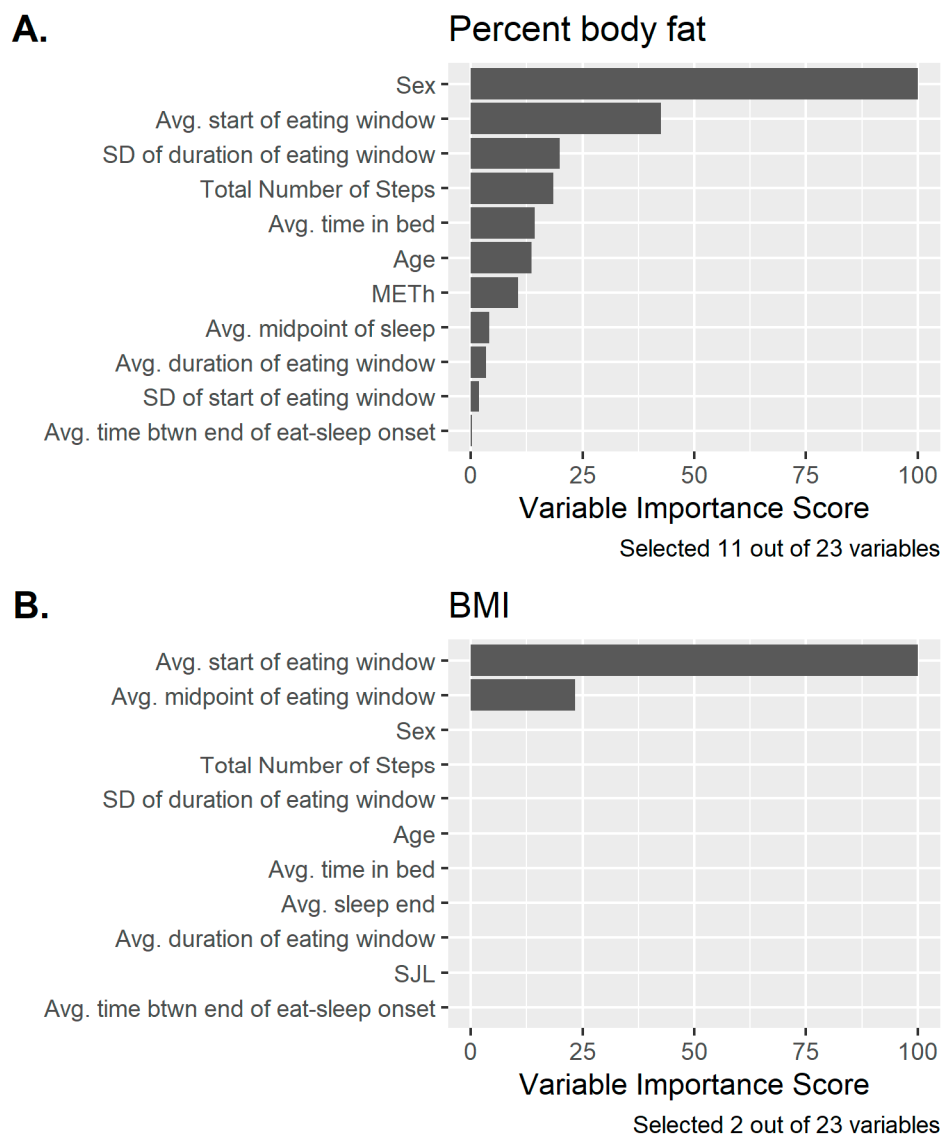 A.
Percent body fat
Sex
Avg. start of eating window
SD of duration of eating window
Total Number of Steps
Avg. time in bed
Age
METh
Avg. midpoint of sleep
Avg. duration of eating window
SD of start of eating window
Avg. time btwn end of eat-sleep onset
0 25 50 75 100
Variable Importance Score
Selected 11 out of 23 variables
B.
BMI
Avg. start of eating window
Avg. midpoint of eating window
Sex
Total Number of Steps
SD of duration of eating window
Age
Avg. time in bed
Avg. sleep end
Avg. duration of eating window
SJL
Avg. time btwn end of eat-sleep onset
0 25 50 75 100
Variable Importance Score
Selected 2 out of 23 variables